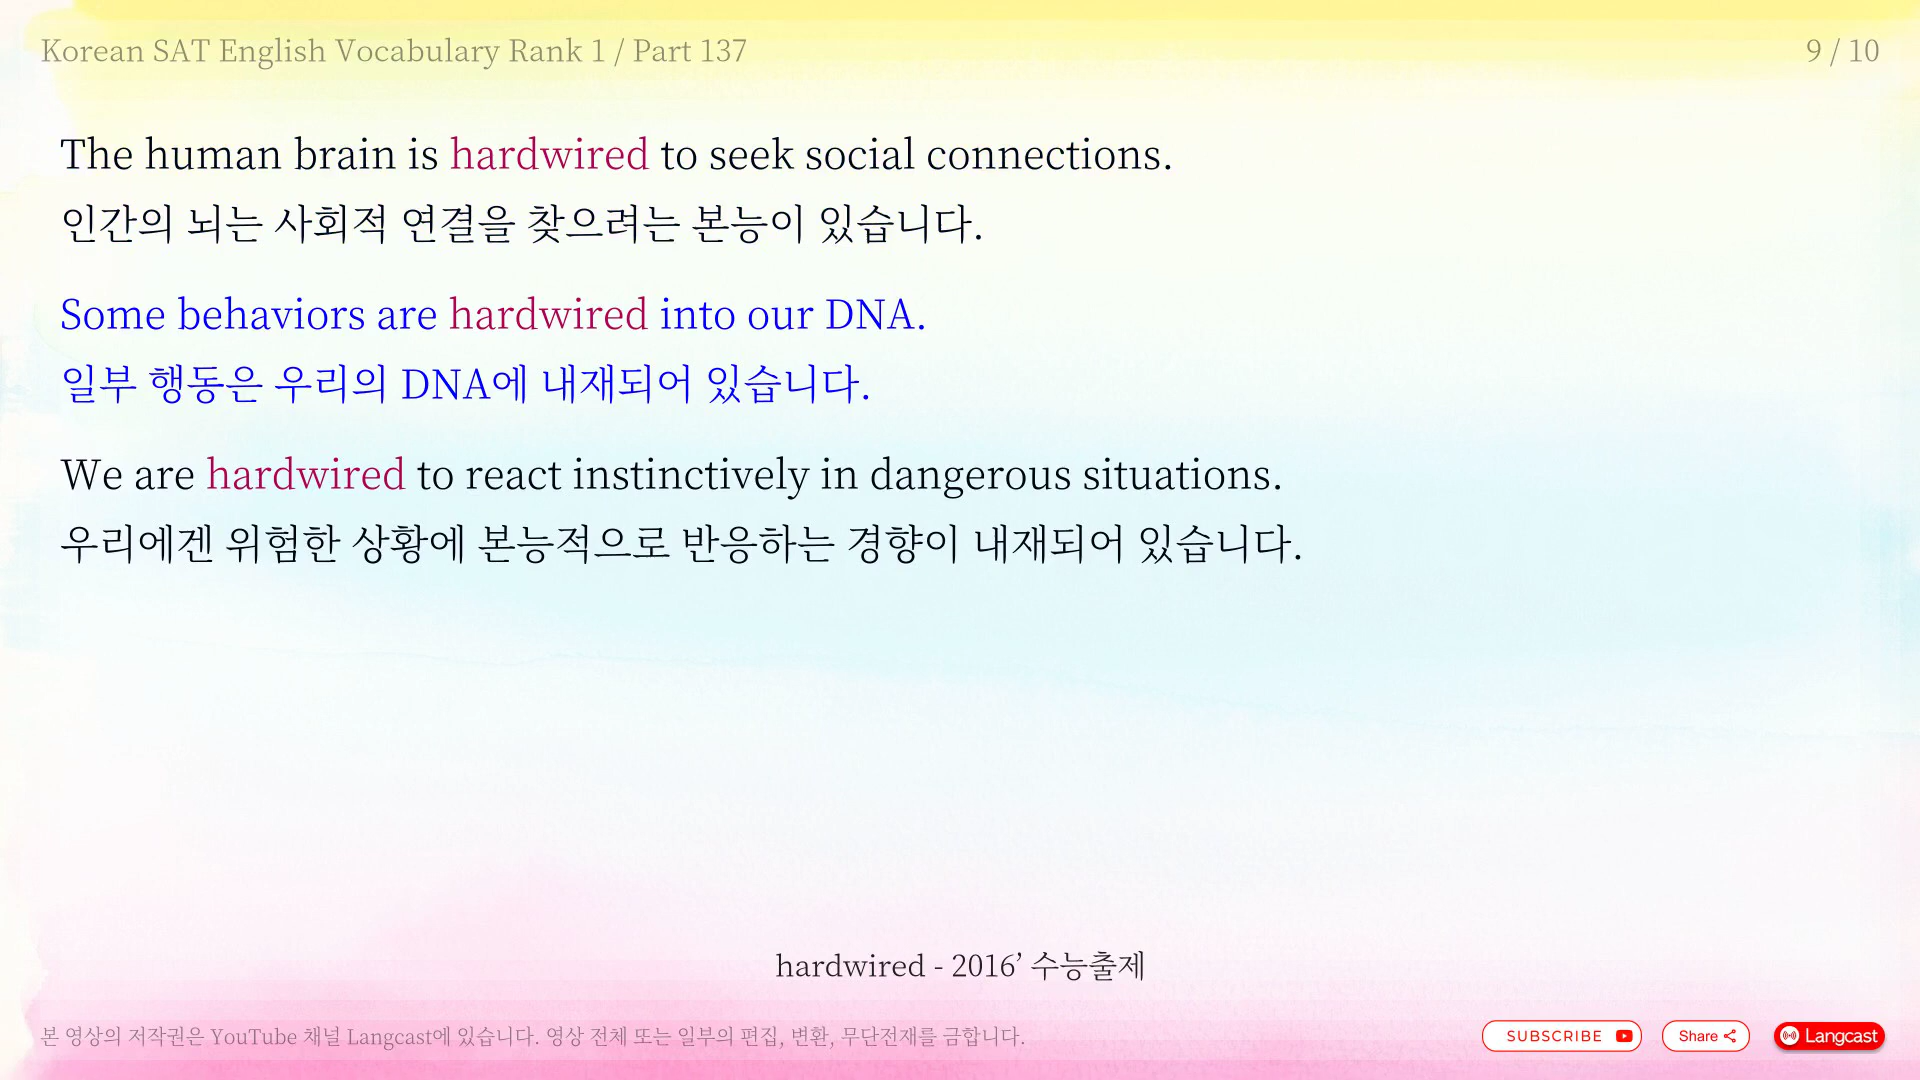 Korean SAT English Vocabulary Rank 1 / Part 137
9 / 10
The human brain is hardwired to seek social connections.
인간의 뇌는 사회적 연결을 찾으려는 본능이 있습니다.
Some behaviors are hardwired into our DNA.
일부 행동은 우리의 DNA에 내재되어 있습니다.
We are hardwired to react instinctively in dangerous situations.
우리에겐 위험한 상황에 본능적으로 반응하는 경향이 내재되어 있습니다.
hardwired - 2016’ 수능출제
본 영상의 저작권은 YouTube 채널 Langcast에 있습니다. 영상 전체 또는 일부의 편집, 변환, 무단전재를 금합니다.
SUBSCRIBE
Share
Langcast